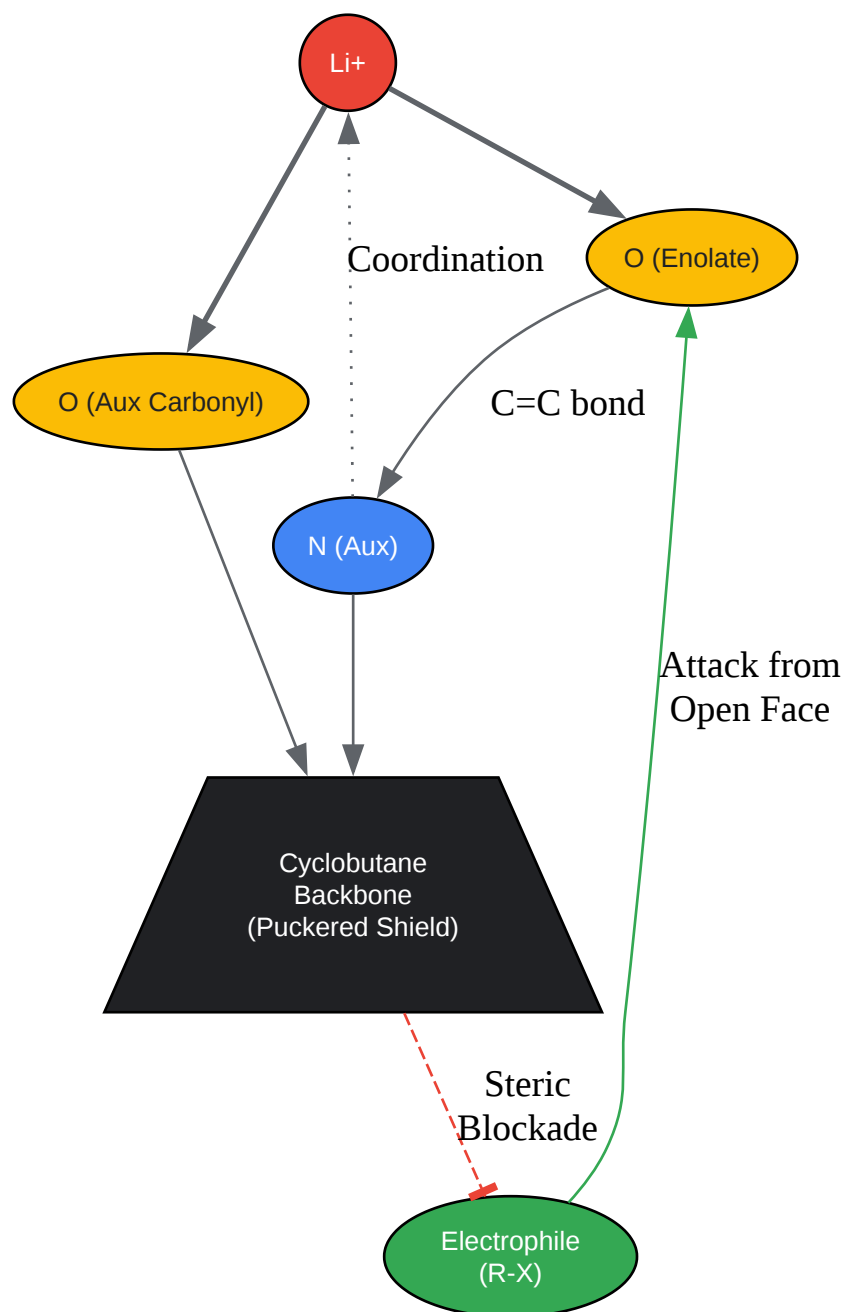 Li+
Coordination
O (Enolate)
O (Aux Carbonyl)
C=C bond
N (Aux)
Attack from
Open Face
Cyclobutane
Backbone
(Puckered Shield)
Steric
Blockade
Electrophile
(R-X)